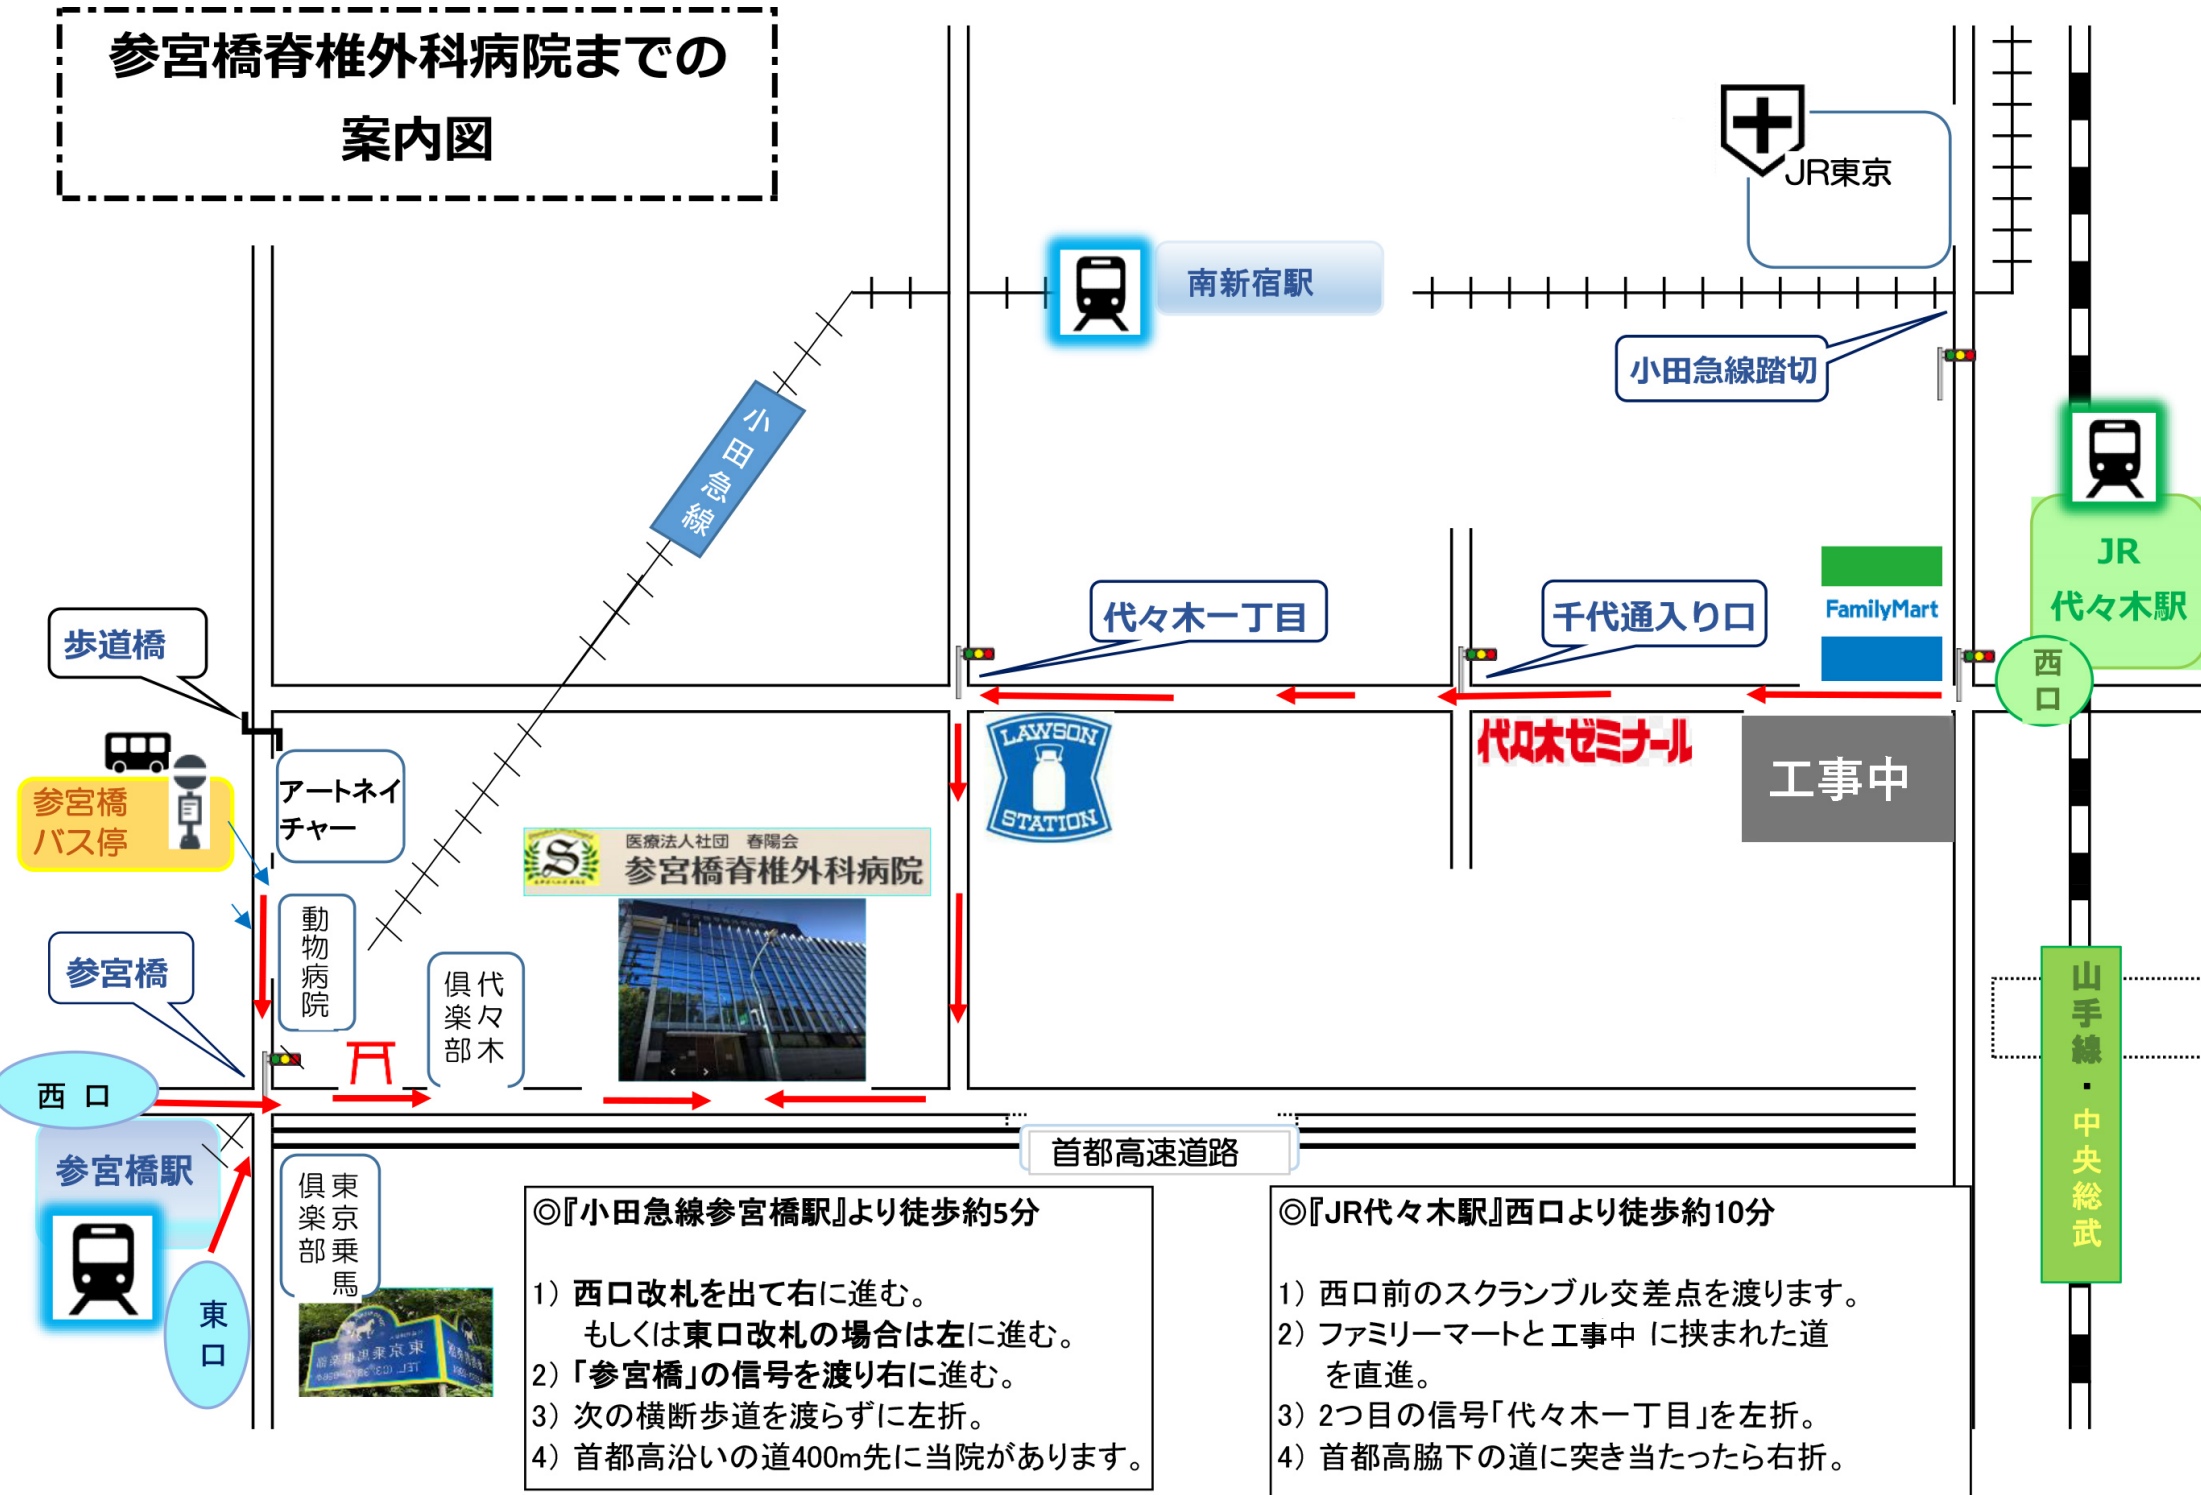 参宮橋脊椎外科病院までの
案内図
JR東京
南新宿駅
小田急線踏切
小田急線
JR
代々木駅
西口
FamilyMart
千代通入り口
代々木一丁目
歩道橋
LAWSON
STATION
代々木ゼミナール
工事中
参宮橋
バス停
アートネイ
チャー
医療法人社団　春陽会
参宮橋脊椎外科病院
動物病院
代々木
倶楽部
参宮橋
山手線・中央総武
西 口
参宮橋駅
首都高速道路
東京乗馬
倶楽部
東口
◎『小田急線参宮橋駅』より徒歩約5分
1） 西口改札を出て右に進む。
もしくは東口改札の場合は左に進む。
2）「参宮橋」の信号を渡り右に進む。
3） 次の横断歩道を渡らずに左折。
4） 首都高沿いの道400m先に当院があります。
◎『JR代々木駅』西口より徒歩約10分
1） 西口前のスクランブル交差点を渡ります。
2） ファミリーマートと工事中 に挟まれた道
を直進。
3） 2つ目の信号「代々木一丁目」を左折。
4） 首都高脇下の道に突き当たったら右折。